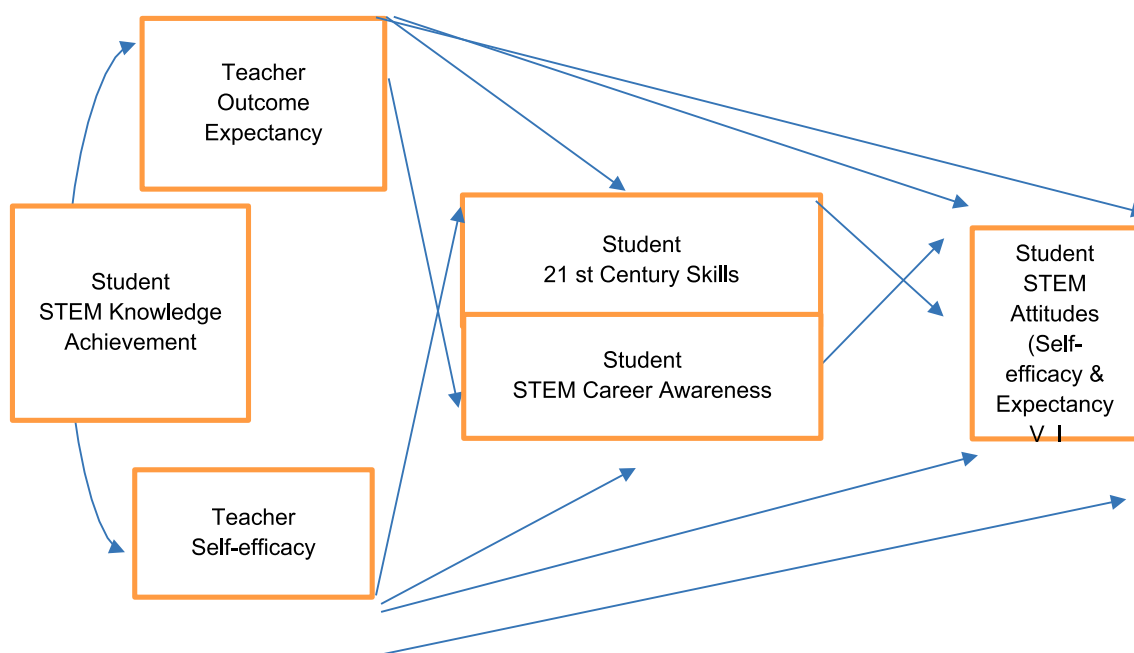 Teacher
Outcome
Expectancy
Student
STEM Knowledge
Achievement
Student
21 st Century Skills
Student
STEM Career Awareness
Student
STEM
Attitudes
(Self-
efficacy &
Expectancy
Teacher
Self-efficacy